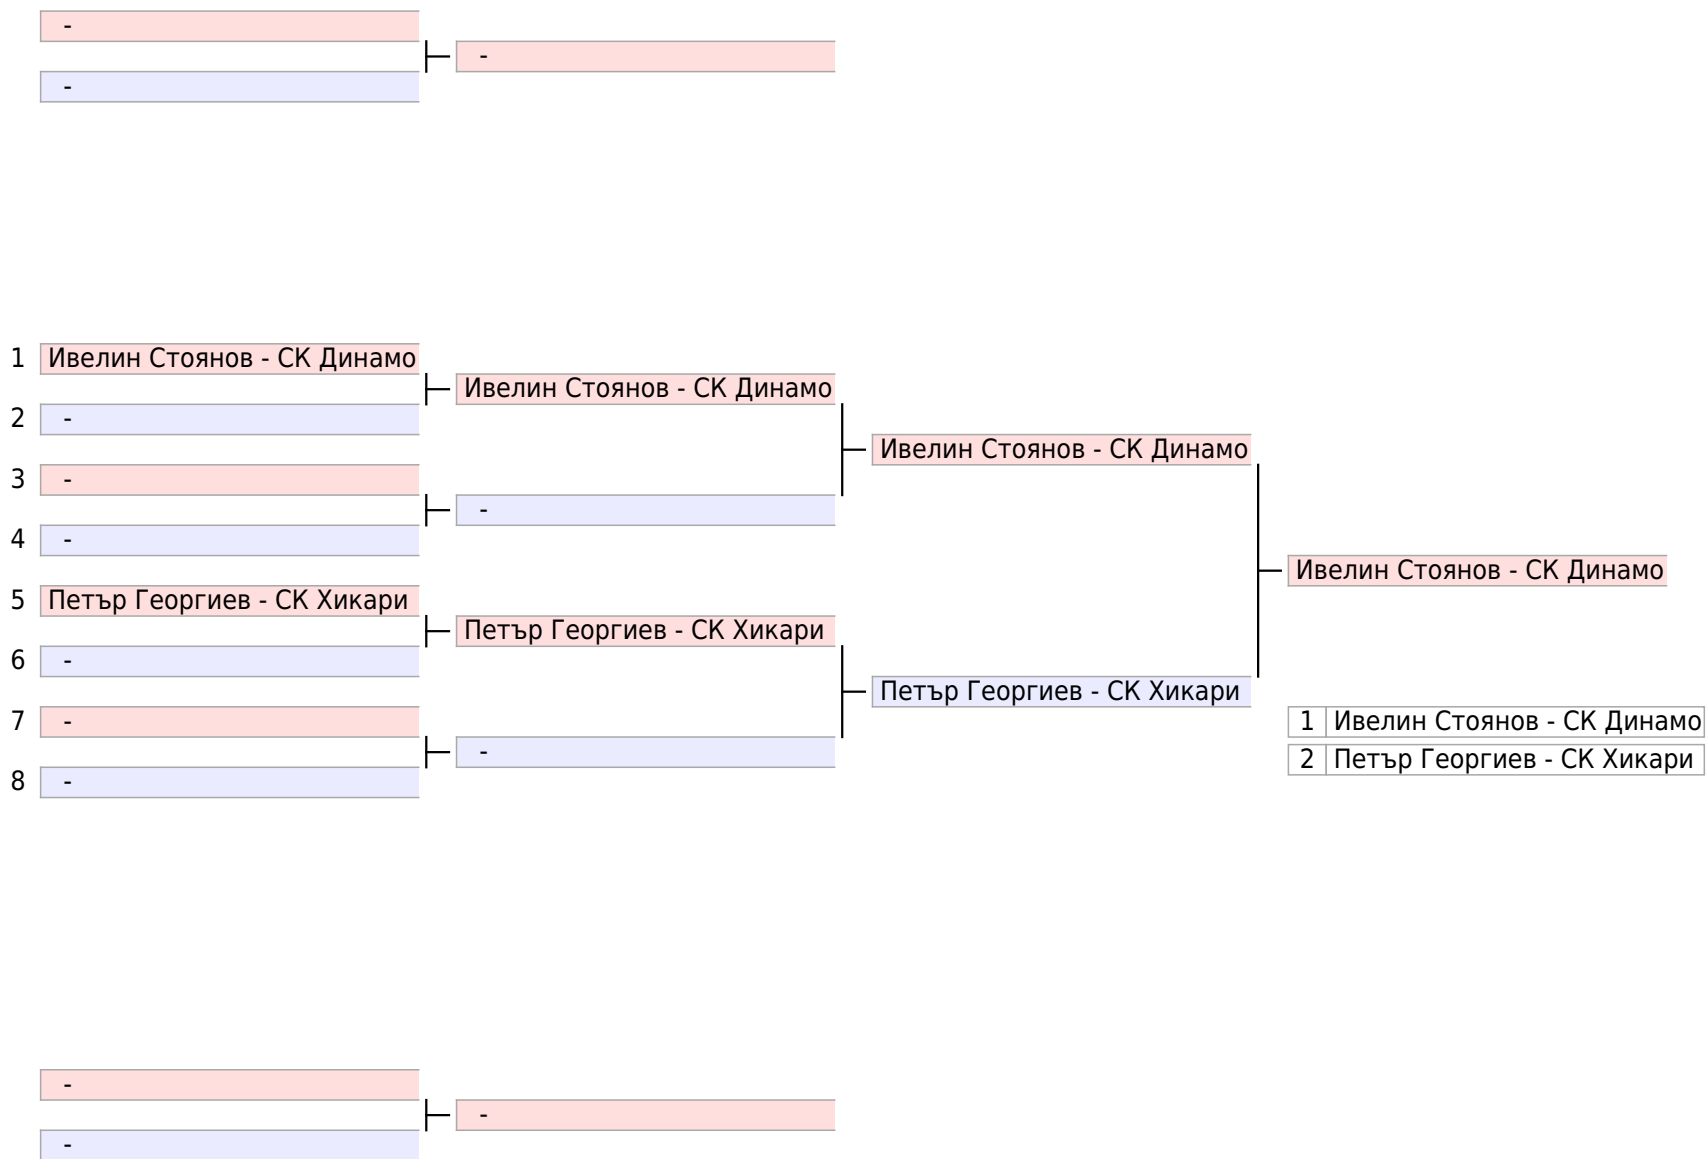 -
-
-
1 Ивелин Стоянов - СК Динамо
Ивелин Стоянов - СК Динамо
2 -
Ивелин Стоянов - СК Динамо
3 -
-
4 -
Ивелин Стоянов - СК Динамо
5 Петър Георгиев - СК Хикари
Петър Георгиев - СК Хикари
6 -
Петър Георгиев - СК Хикари
7 -
1 Ивелин Стоянов - СК Динамо
-
2 Петър Георгиев - СК Хикари
8 -
-
-
-